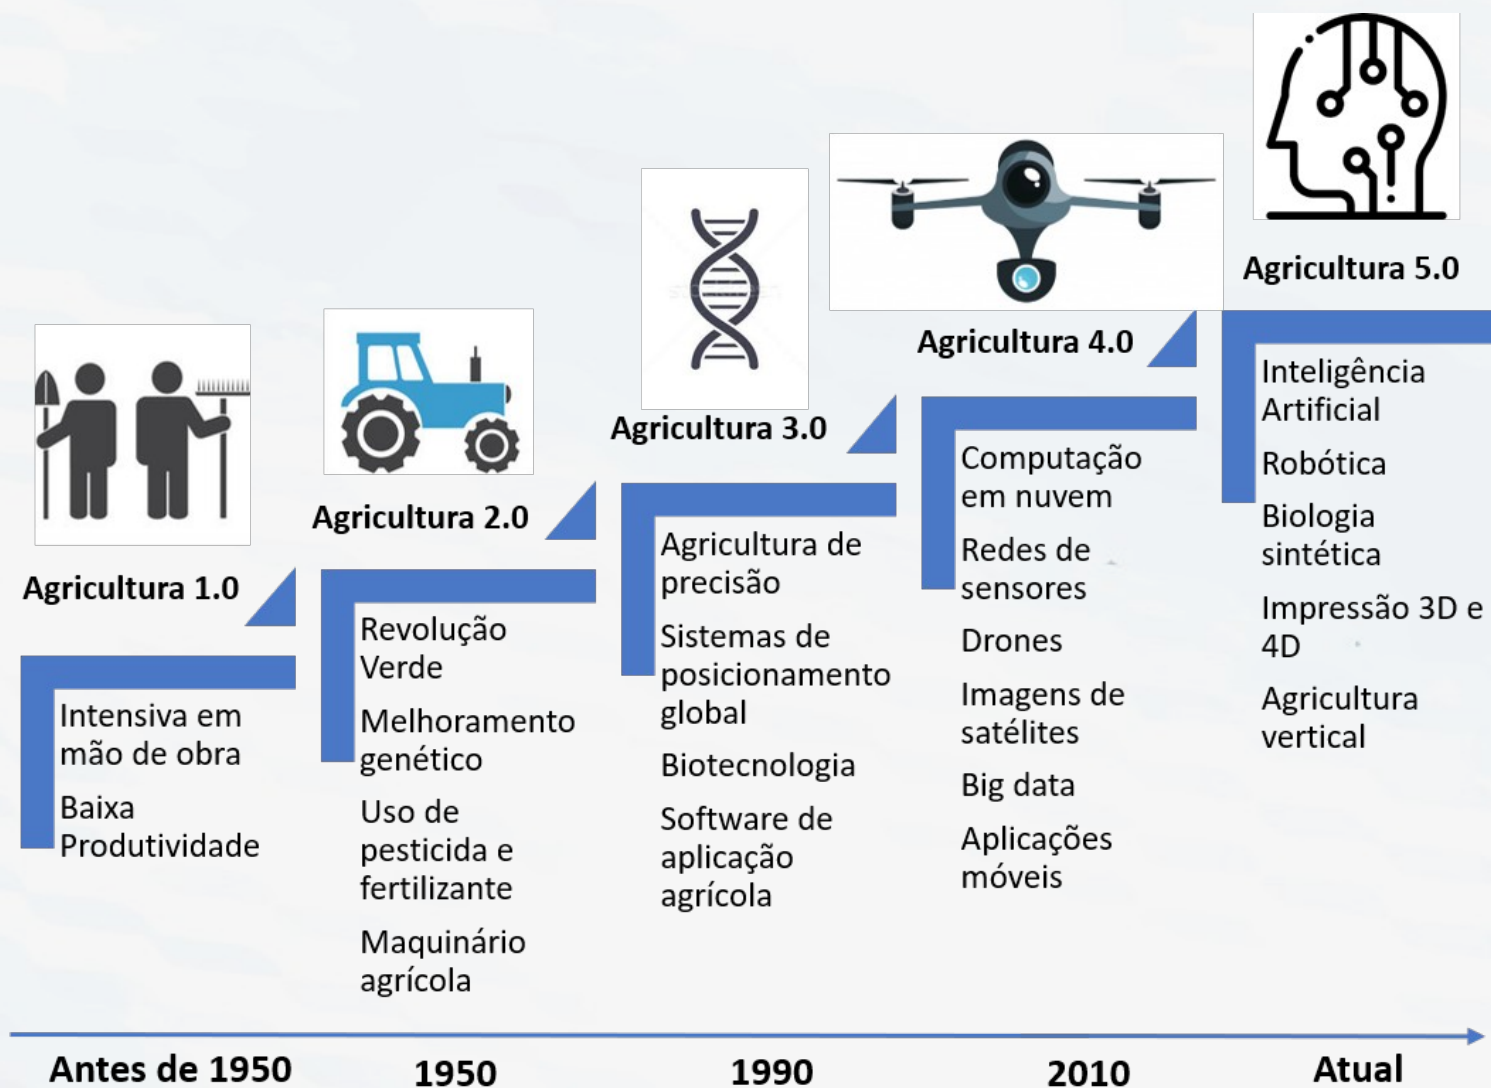 Agricultura 1.0
Intensiva em
mão de obra
Baixa
Produtividade
Agricultura 2.0
Revolução
Verde
Melhoramento
genético
Uso de
pesticida e
fertilizante
Maquinário
agrícola
Agricultura 3.0
Agricultura de
precisão
Sistemas de
posicionamento
global
Biotecnologia
Software de
aplicação
agrícola
Agricultura 4.0
Computação
em nuvem
Redes de
sensores
Drones
Imagens de
satélites
Big data
Aplicações
móveis
Agricultura 5.0
Inteligência
Artificial
Robótica
Biologia
sintética
Impressão 3D e
4D
Agricultura
vertical
Antes de 1950
1950
1990
2010
Atual